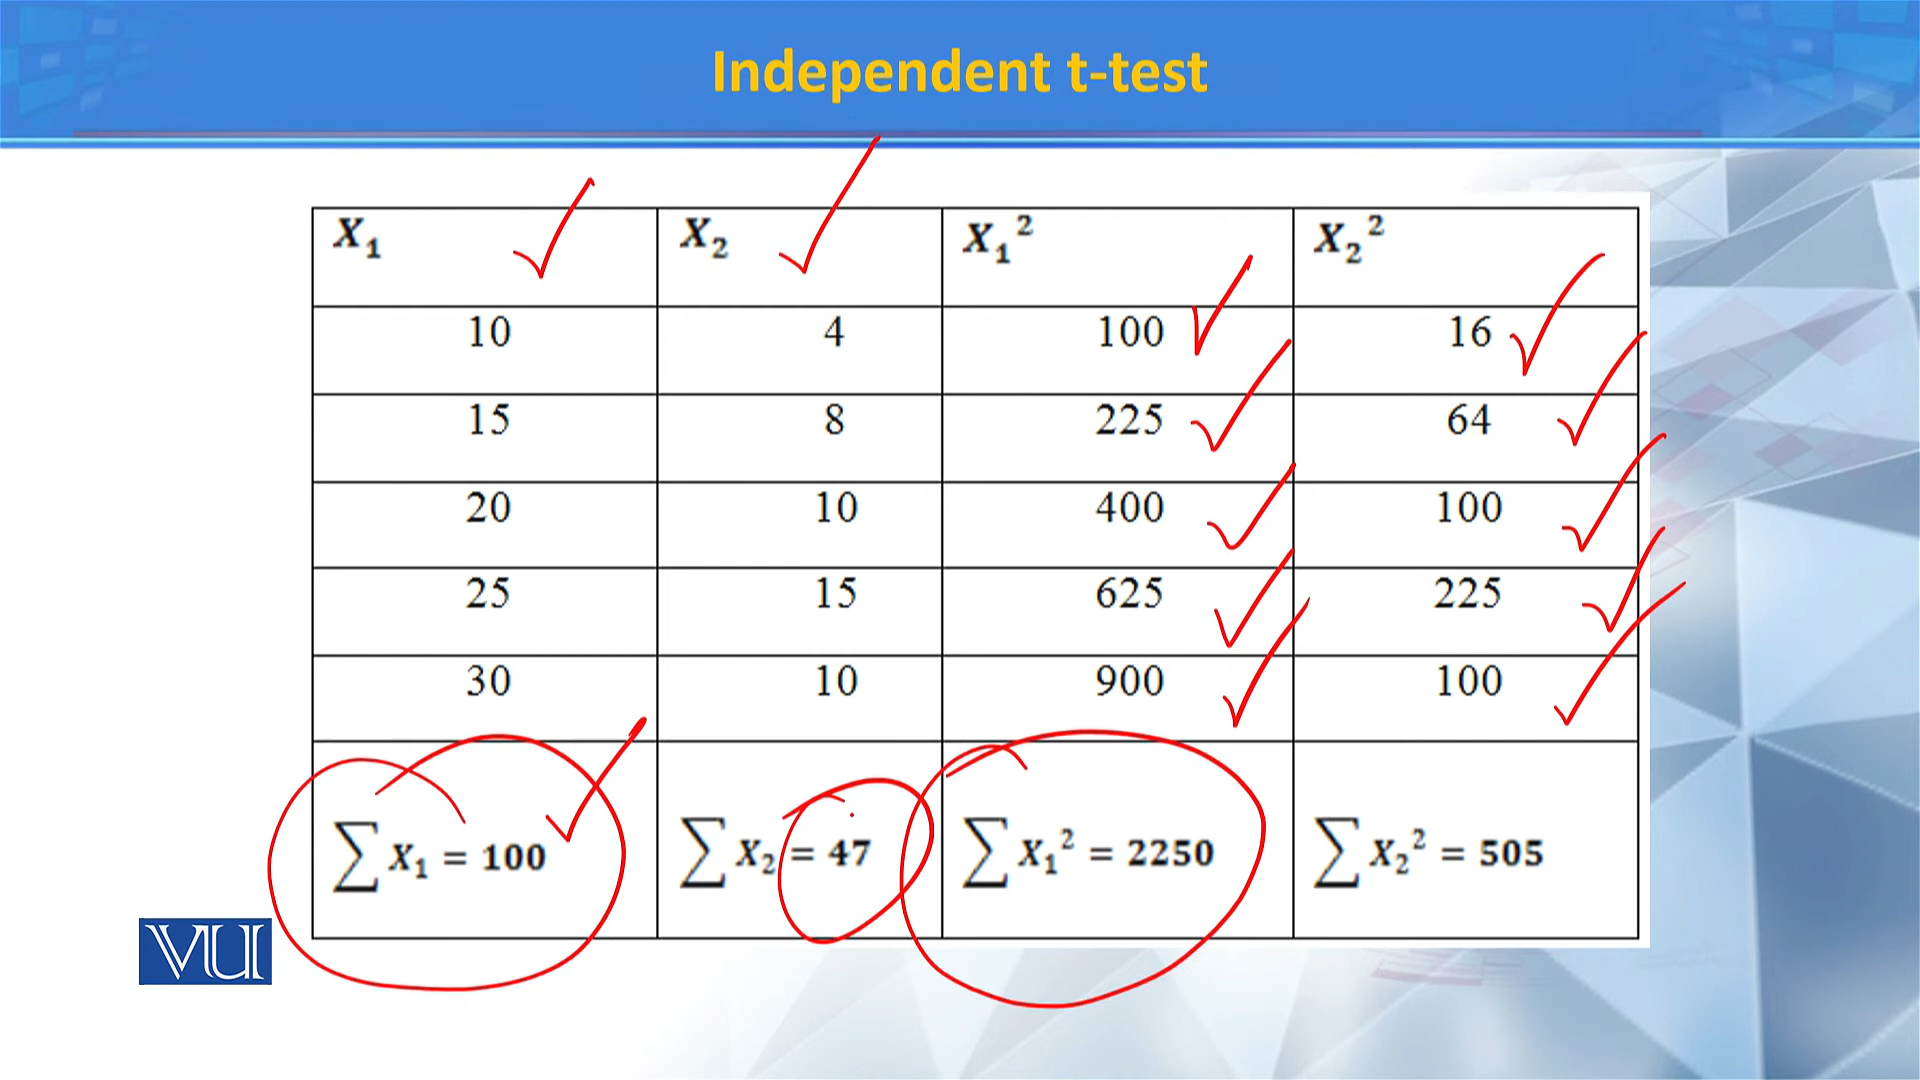 Independent t-test
X₁ X₂ X₁² X₂²
10 4 100 16
15 8 225 64
20 10 400 100
25 15 625 225
30 10 900 100
∑ X₁ = 100 ∑ X₂ = 47 ∑ X₁² = 2250 ∑ X₂² = 505
VU